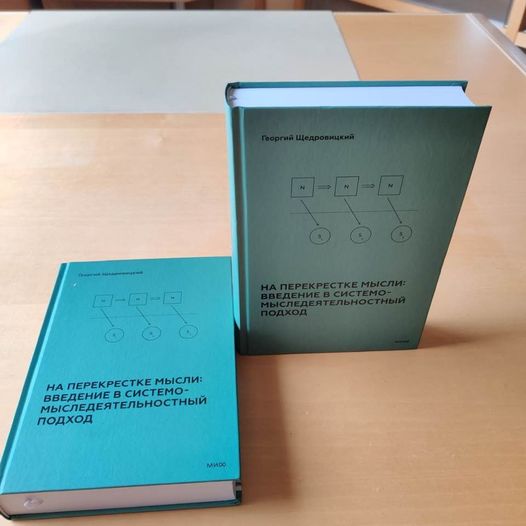 Георгий Щедровицкий
N ⇒ N ⇒ N
S S S
НА ПЕРЕКРЕСТКЕ МЫСЛИ:
ВВЕДЕНИЕ В СИСТЕМО-
МЫСЛЕДЕЯТЕЛЬНОСТНЫЙ
ПОДХОД
МИФ
Георгий Щедровицкий
N N N
S S S
НА ПЕРЕКРЕСТКЕ МЫСЛИ:
ВВЕДЕНИЕ В СИСТЕМО-
МЫСЛЕДЕЯТЕЛЬНОСТНЫЙ
ПОДХОД
МИФ